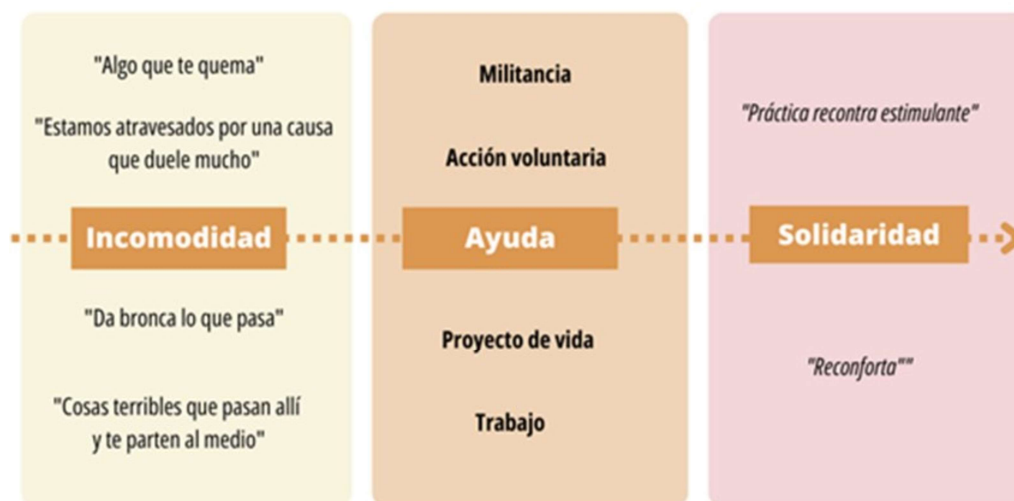 "Algo que te quema"
"Estamos atravesados por una causa
que duele mucho"
Incomodidad
"Da bronca lo que pasa"
"Cosas terribles que pasan allí
y te parten al medio"
Militancia
Acción voluntaria
Ayuda
Proyecto de vida
Trabajo
"Práctica recontra estimulante"
Solidaridad
"Reconforta""